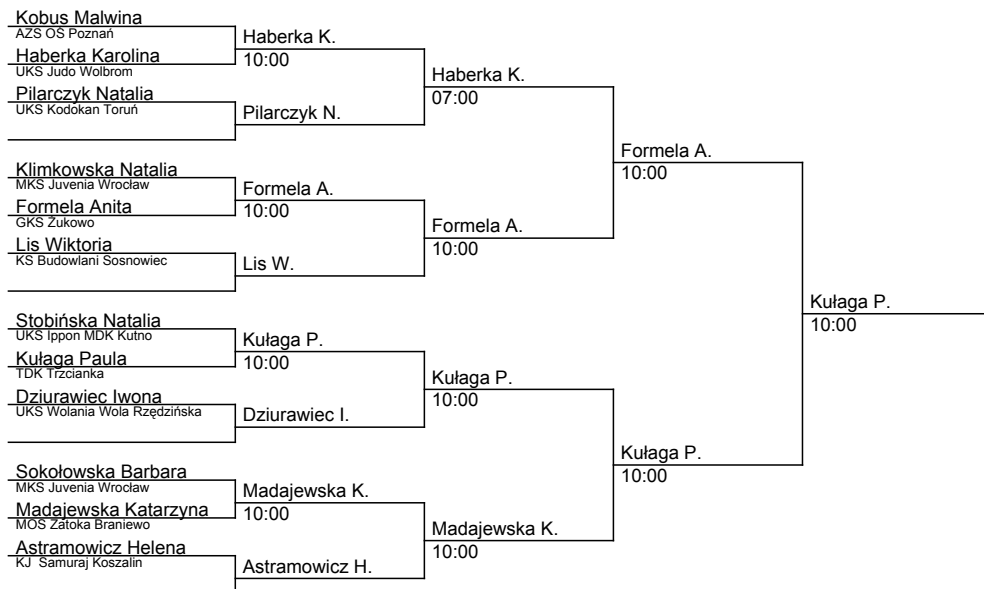 Kobus Malwina
AZS OŚ Poznań
Haberka Karolina
UKS Judo Wolbrom
Pilarczyk Natalia
UKS Kodokan Toruń
Klimkowska Natalia
MKS Juvenia Wrocław
Formela Anita
GKS Żukowo
Lis Wiktoria
KS Budowlani Sosnowiec
Stobińska Natalia
UKS Ippon MDK Kutno
Kułaga Paula
TDK Trzcianka
Dziurawiec Iwona
UKS Wolania Wola Rzędzińska
Sokołowska Barbara
MKS Juvenia Wrocław
Madajewska Katarzyna
MOS Zatoka Braniewo
Astramowicz Helena
KJ Samuraj Koszalin
Haberka K.
10:00
Pilarczyk N.
Formela A.
10:00
Lis W.
Kułaga P.
10:00
Dziurawiec I.
Madajewska K.
10:00
Astramowicz H.
Haberka K.
07:00
Formela A.
10:00
Kułaga P.
10:00
Madajewska K.
10:00
Formela A.
10:00
Kułaga P.
10:00
Kułaga P.
10:00